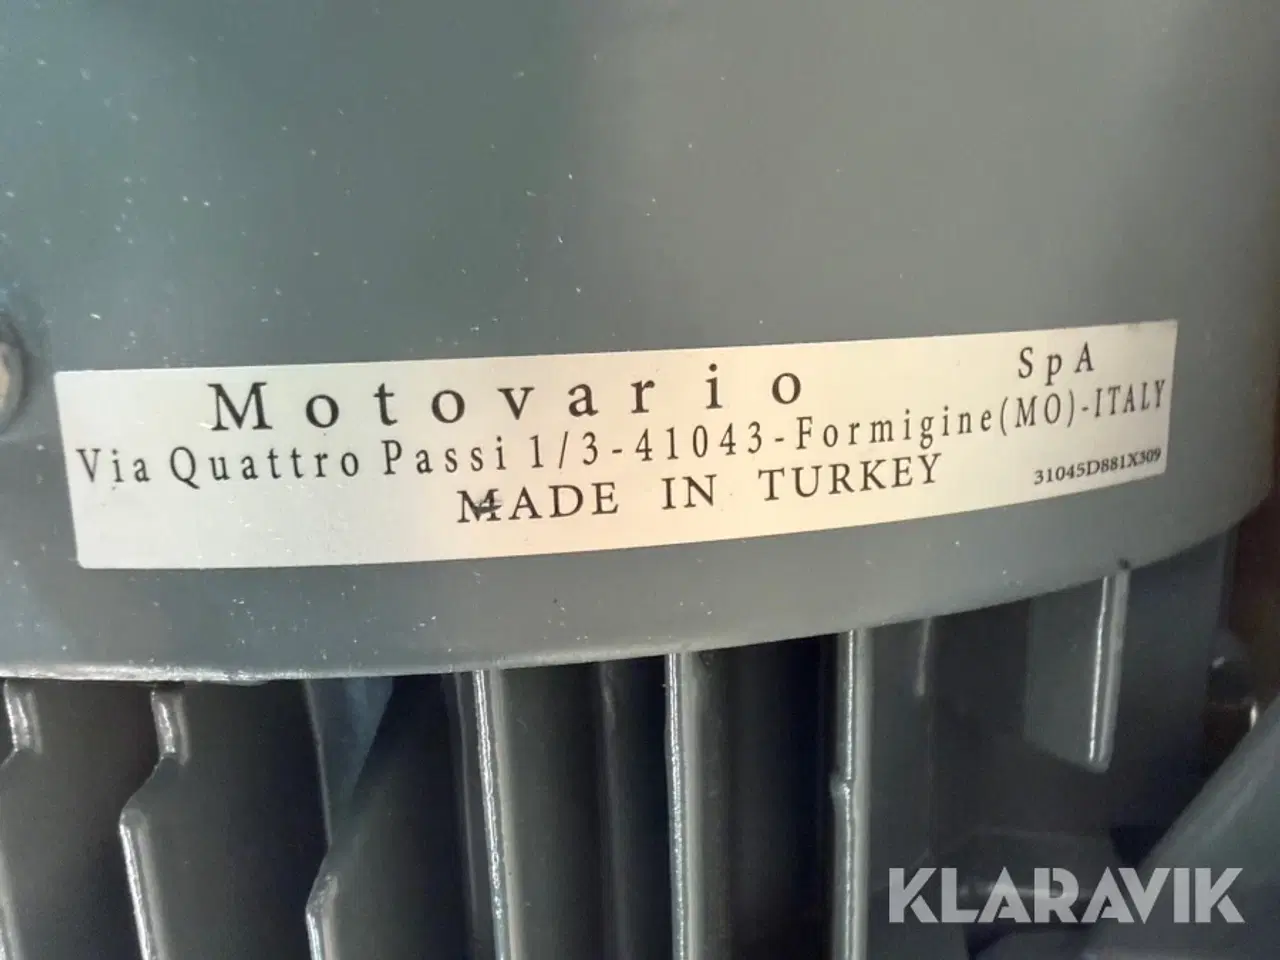 Motovario SpA
Via Quattro Passi 1/3-41043-Formigine(MO)-ITALY
MADE IN TURKEY
31045D881X309
KLARAVIK